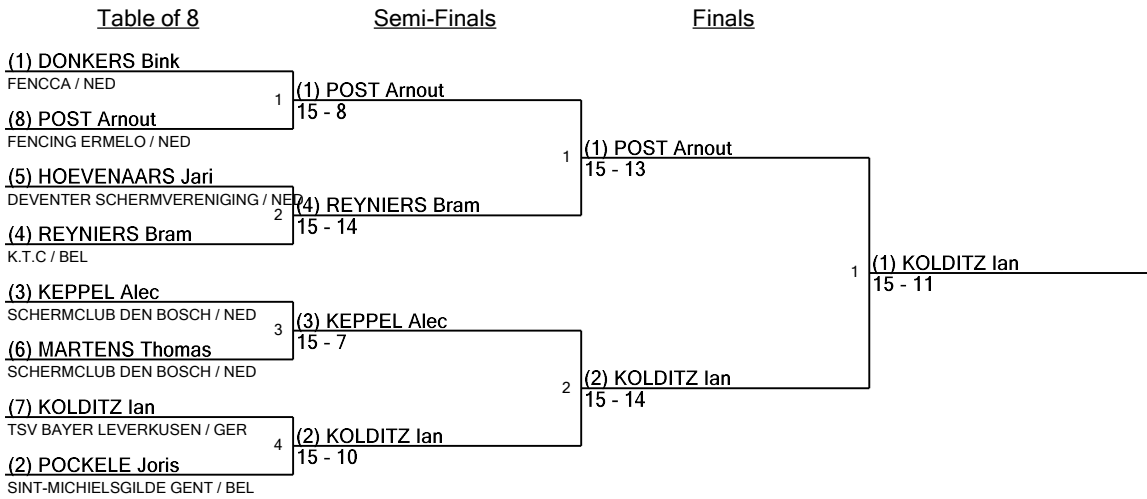 Table of 8
Semi-Finals
Finals
(1) DONKERS Bink
FENCCA / NED
1
(8) POST Arnout
FENCING ERMELO / NED
(5) HOEVENAARS Jari
DEVENTER SCHERMVERENIGING / NED
2
(4) REYNIERS Bram
K.T.C / BEL
(3) KEPPEL Alec
SCHERMCLUB DEN BOSCH / NED
3
(6) MARTENS Thomas
SCHERMCLUB DEN BOSCH / NED
(7) KOLDITZ Ian
TSV BAYER LEVERKUSEN / GER
4
(2) POCKELE Joris
SINT-MICHIELSGILDE GENT / BEL
(1) POST Arnout
15 - 8
1
(4) REYNIERS Bram
15 - 14
(3) KEPPEL Alec
15 - 7
2
(2) KOLDITZ Ian
15 - 10
(1) POST Arnout
15 - 13
1
(2) KOLDITZ Ian
15 - 14
(1) KOLDITZ Ian
15 - 11